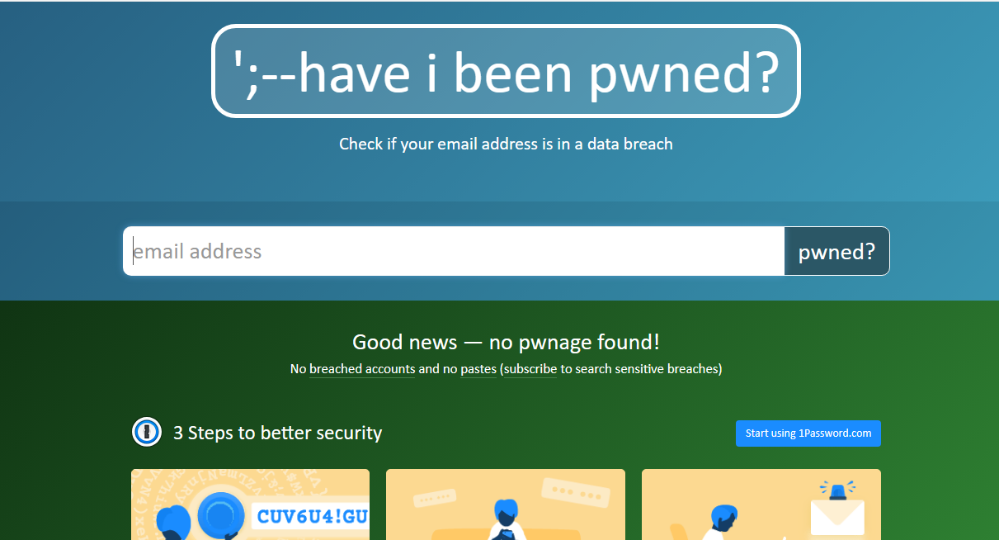 ';--have i been pwned?
Check if your email address is in a data breach
email address
pwned?
Good news — no pwnage found!
No breached accounts and no pastes (subscribe to search sensitive breaches)
3 Steps to better security
Start using 1Password.com
CUV6U4!GU